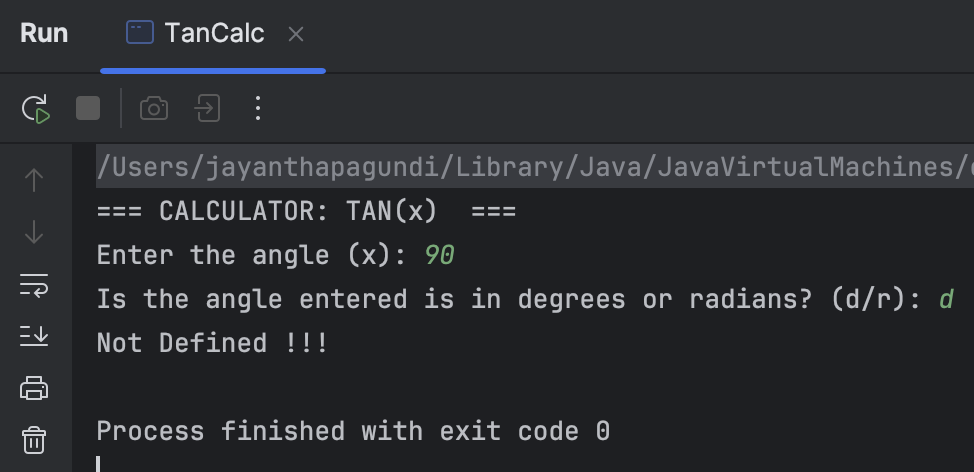 Run TanCalc
/Users/jayanthapagundi/Library/Java/JavaVirtualMachines/
=== CALCULATOR: TAN(x)  ===
Enter the angle (x): 90
Is the angle entered is in degrees or radians? (d/r): d
Not Defined !!!
Process finished with exit code 0